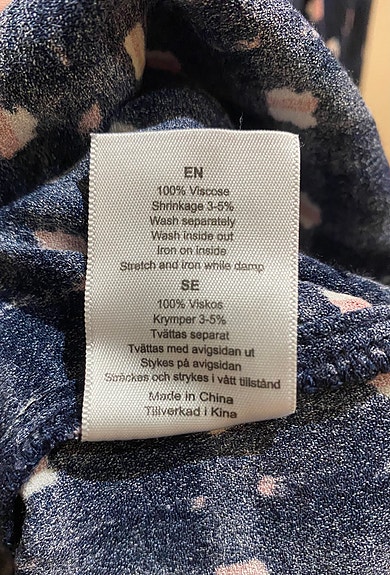 EN
100% Viscose
Shrinkage 3-5%
Wash separately
Wash inside out
Iron on inside
Stretch and iron while damp
SE
100% Viskos
Krymper 3-5%
Tvättas separat
Tvättas med avigsidan ut
Stykes på avigsidan
Sträckes och strykes i vått tillstånd
Made in China
Tillverkad i Kina